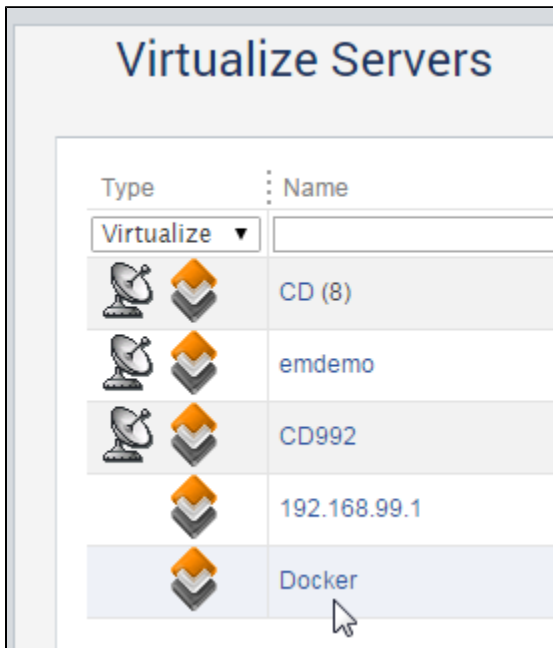 Virtualize Servers
Type Name
Virtualize
CD (8)
emdemo
CD992
192.168.99.1
Docker